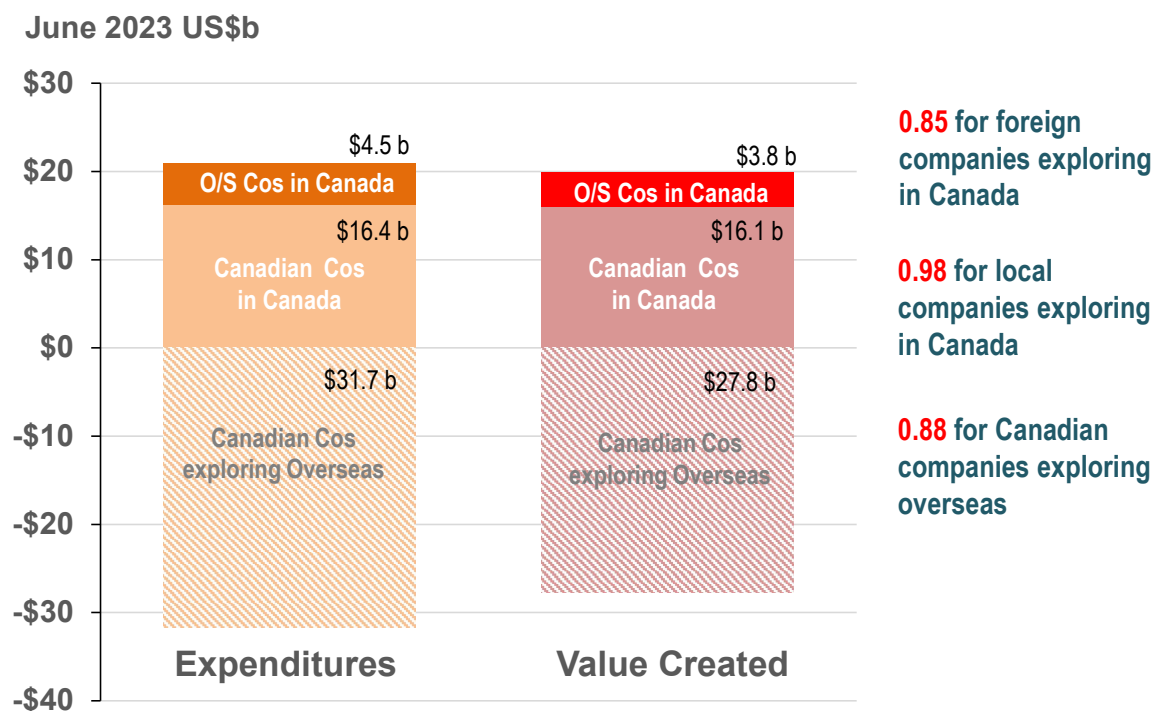 June 2023 US$b
$30
$20
$10
$0
-$10
-$20
-$30
-$40
$4.5 b
O/S Cos in Canada
$16.4 b
Canadian Cos
in Canada
$31.7 b
Canadian Cos
exploring Overseas
Expenditures
$3.8 b
O/S Cos in Canada
$16.1 b
Canadian Cos
in Canada
$27.8 b
Canadian Cos
exploring Overseas
Value Created
0.85 for foreign
companies exploring
in Canada
0.98 for local
companies exploring
in Canada
0.88 for Canadian
companies exploring
overseas